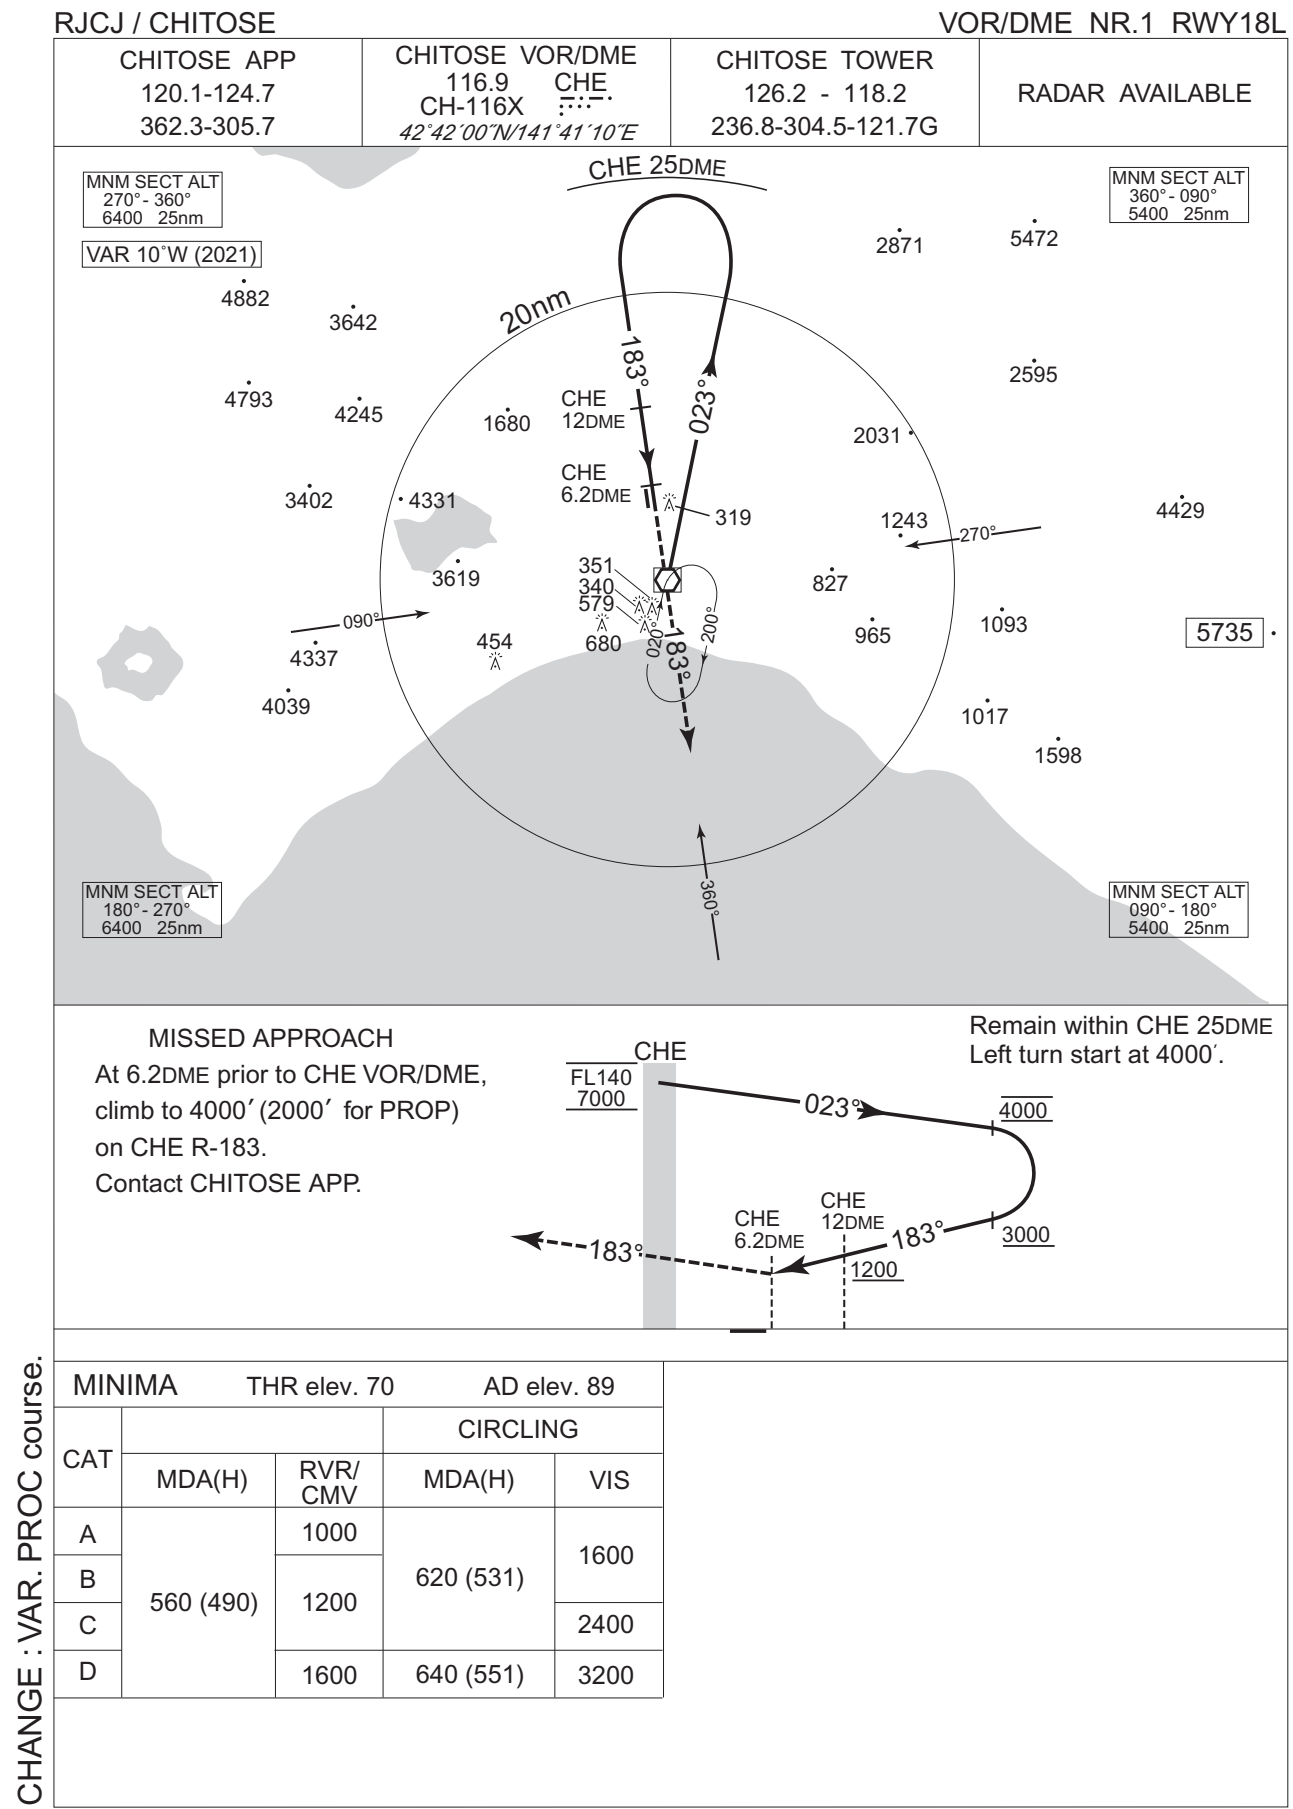 RJCJ / CHITOSE
VOR/DME NR.1 RWY18L
CHITOSE APP
120.1-124.7
362.3-305.7
CHITOSE VOR/DME
116.9 CHE
CH-116X
42°42´00˝N/141°41´10˝E
CHITOSE TOWER
126.2 - 118.2
236.8-304.5-121.7G
RADAR AVAILABLE
MNM SECT ALT
270°- 360°
6400 25nm
VAR 10°W (2021)
CHE 25DME
MNM SECT ALT
360°- 090°
5400 25nm
2871
5472
4882
3642
20nm
183°
023°
2595
4793
4245
1680
CHE
12DME
2031
CHE
6.2DME
3402
4331
319
4429
1243
270°
351
340
579
680
3619
827
090°
454
020°
200°
183°
965
1093
5735
4337
4039
1017
1598
360°
MNM SECT ALT
180°- 270°
6400 25nm
MNM SECT ALT
090°- 180°
5400 25nm
MISSED APPROACH
At 6.2DME prior to CHE VOR/DME,
climb to 4000′ (2000′ for PROP)
on CHE R-183.
Contact CHITOSE APP.
Remain within CHE 25DME
Left turn start at 4000′.
CHE
FL140
7000
023°
4000
CHE
12DME
CHE
6.2DME
183°
3000
183°
1200
MINIMA THR elev. 70 AD elev. 89
CAT
CIRCLING
MDA(H)
RVR/
CMV
MDA(H)
VIS
A
1000
1600
B
560 (490)
1200
620 (531)
C
2400
D
1600
640 (551)
3200
CHANGE : VAR. PROC course.